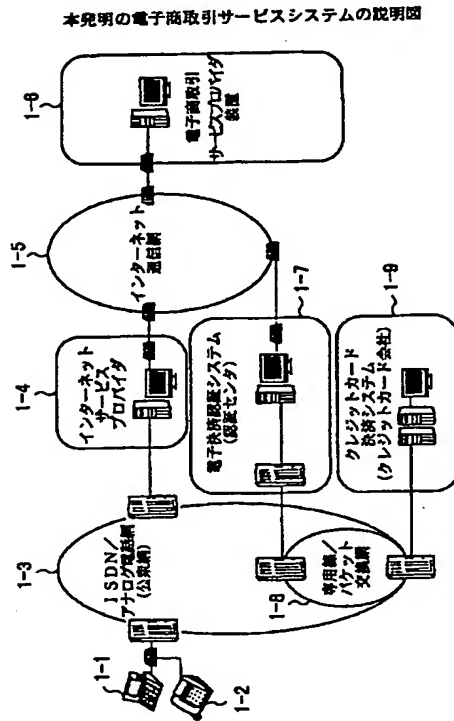 本発明の電子商取引サービスシステムの説明図
1-1
1-2
1-3
ISDN/
アナログ電話網
(公衆網)
1-4
インターネット
サービス
プロバイダ
1-5
インターネット
通信網
1-6
電子商取引
サービスプロバイダ
装置
1-7
電子決済認証システム
(認証センタ)
1-8
専用線/
パケット
交換網
1-9
クレジットカード
決済システム
(クレジットカード会社)